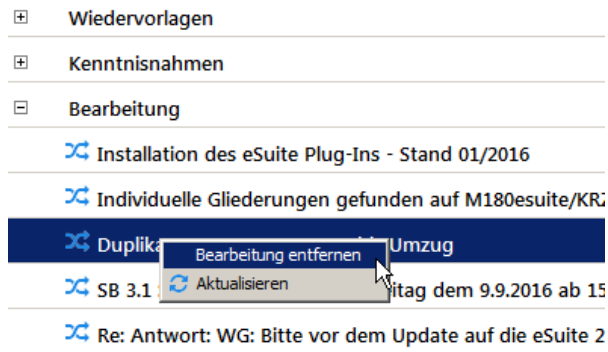 Wiedervorlagen
Kenntnisnahmen
Bearbeitung
Installation des eSuite Plug-Ins - Stand 01/2016
Individuelle Gliederungen gefunden auf M180esuite/KRZ
Umzug
Bearbeitung entfernen
Aktualisieren
SB 3.1 dem 9.9.2016 ab 15
Re: Antwort: WG: Bitte vor dem Update auf die eSuite 2